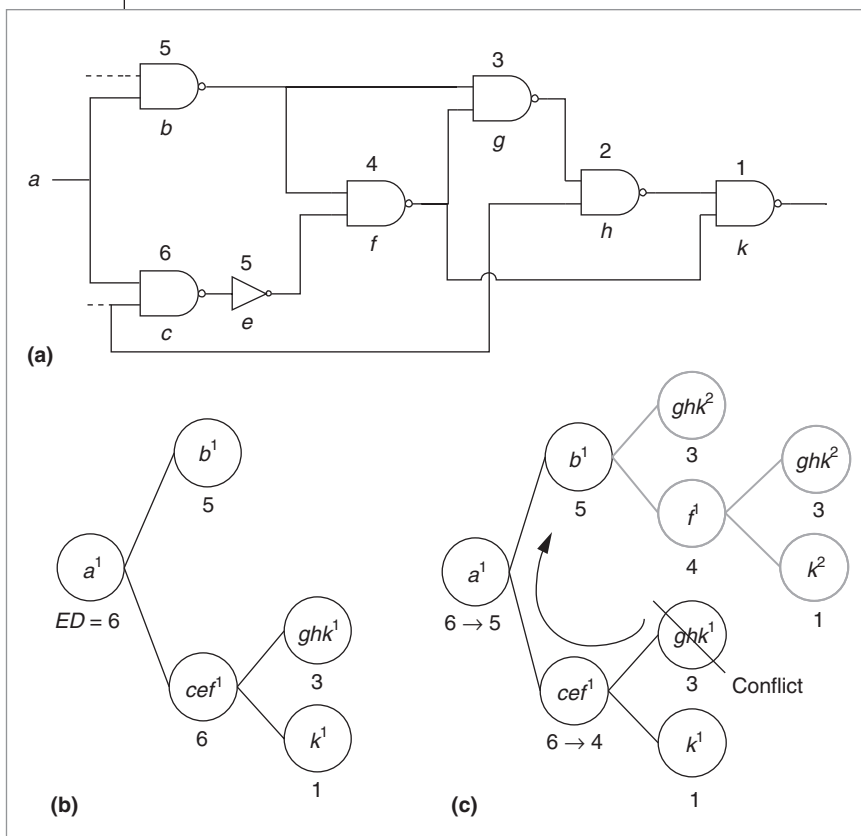 5
b
a
6
c
5
e
4
f
3
g
2
h
1
k
(a)
b¹
5
a¹
ED = 6
cef¹
6
ghk¹
3
k¹
1
(b)
ghk²
3
b¹
5
f¹
4
ghk²
3
k²
1
a¹
6 → 5
ghk¹
3
Conflict
cef¹
6 → 4
k¹
1
(c)